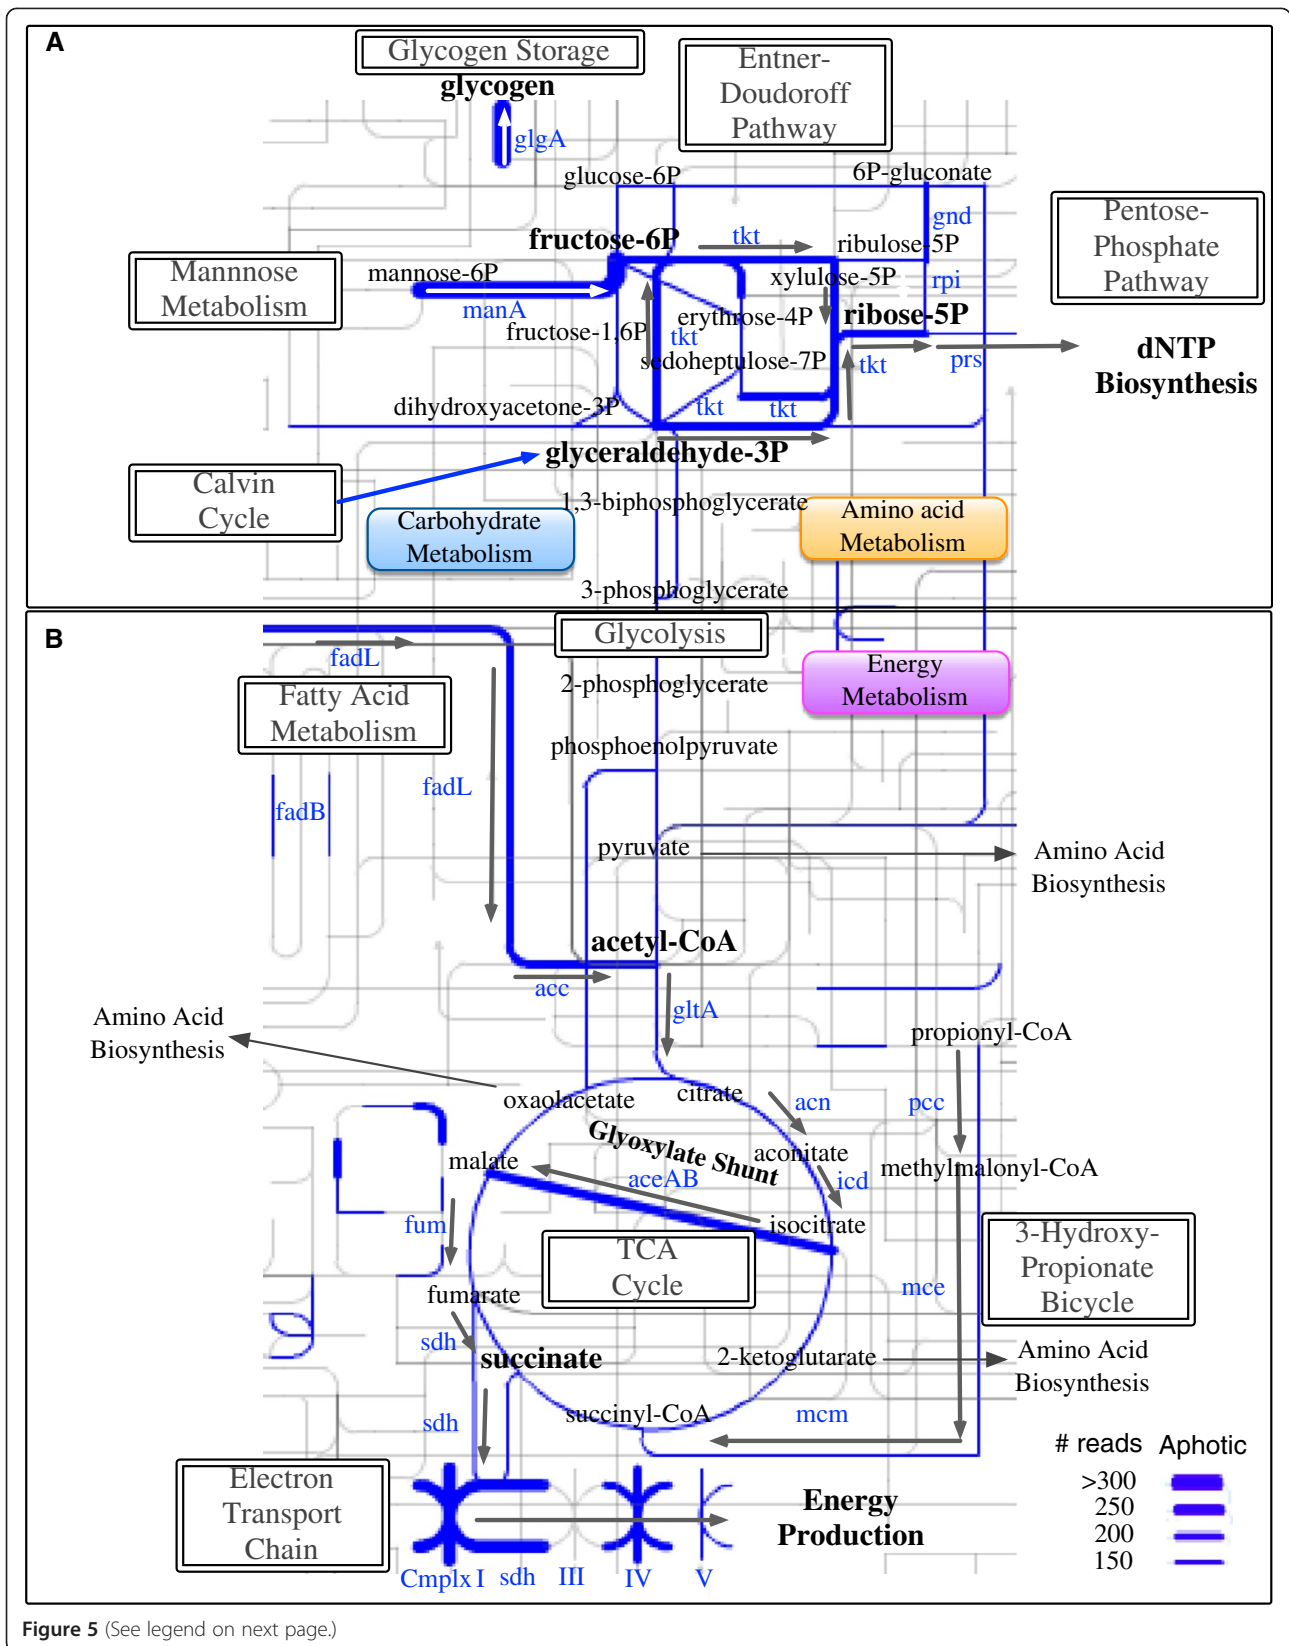 A
Glycogen Storage
glycogen
glgA
Entner-
Doudoroff
Pathway
glucose-6P
6P-gluconate
gnd
Pentose-
Phosphate
Pathway
fructose-6P
tkt
ribulose-5P
Mannnose
Metabolism
mannose-6P
manA
xylulose-5P
rpi
fructose-1,6P
tkt
erythrose-4P
ribose-5P
sedoheptulose-7P
tkt
prs
dNTP
Biosynthesis
dihydroxyacetone-3P
tkt
tkt
glyceraldehyde-3P
Calvin
Cycle
1,3-biphosphoglycerate
Carbohydrate
Metabolism
Amino acid
Metabolism
3-phosphoglycerate
B
Glycolysis
fadL
Fatty Acid
Metabolism
2-phosphoglycerate
Energy
Metabolism
phosphoenolpyruvate
fadL
fadB
pyruvate
Amino Acid
Biosynthesis
acetyl-CoA
acc
gltA
Amino Acid
Biosynthesis
propionyl-CoA
oxaolacetate
citrate
acn
pcc
Glyoxylate Shunt
aconitate
malate
aceAB
icd
methylmalonyl-CoA
fum
isocitrate
TCA
Cycle
3-Hydroxy-
Propionate
Bicycle
mce
fumarate
sdh
succinate
2-ketoglutarate
Amino Acid
Biosynthesis
sdh
succinyl-CoA
mcm
# reads Aphotic
>300
250
200
150
Electron
Transport
Chain
Energy
Production
Cmplx I sdh III IV V
Figure 5 (See legend on next page.)